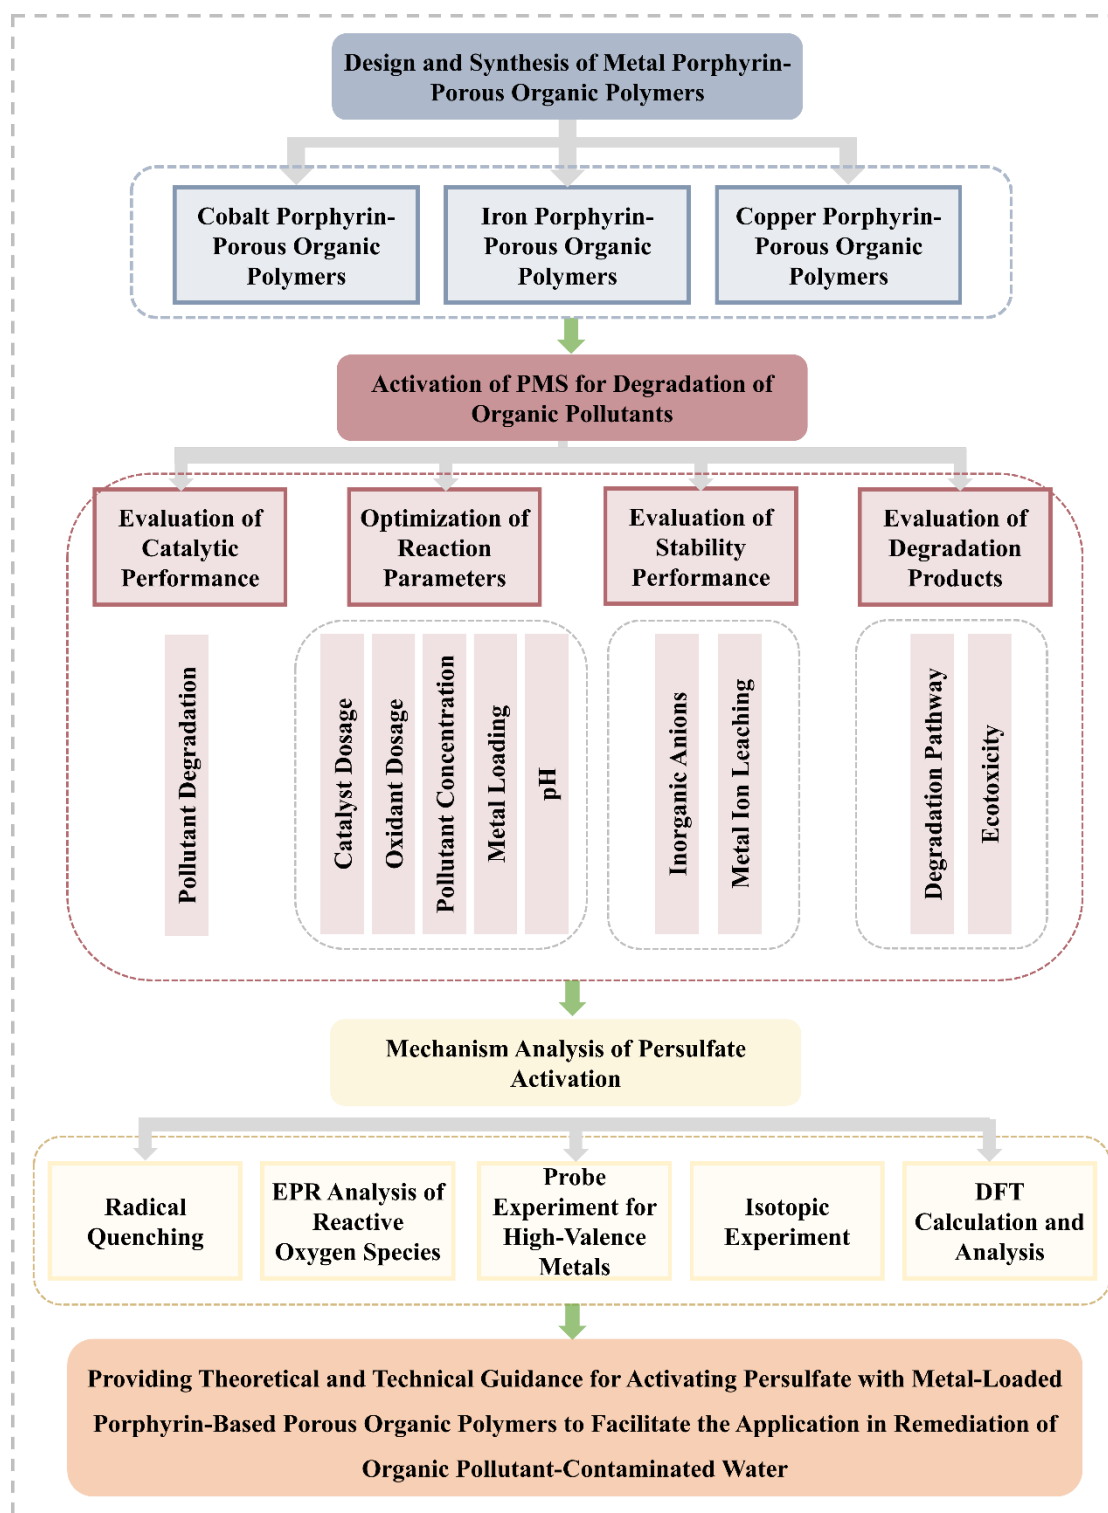 Design and Synthesis of Metal Porphyrin-
Porous Organic Polymers
Cobalt Porphyrin-
Porous Organic
Polymers
Iron Porphyrin-
Porous Organic
Polymers
Copper Porphyrin-
Porous Organic
Polymers
Activation of PMS for Degradation of
Organic Pollutants
Evaluation of
Catalytic
Performance
Optimization of
Reaction
Parameters
Evaluation of
Stability
Performance
Evaluation of
Degradation
Products
Pollutant Degradation
Catalyst Dosage
Oxidant Dosage
Pollutant Concentration
Metal Loading
pH
Inorganic Anions
Metal Ion Leaching
Degradation Pathway
Ecotoxicity
Mechanism Analysis of Persulfate
Activation
Radical
Quenching
EPR Analysis of
Reactive
Oxygen Species
Probe
Experiment for
High-Valence
Metals
Isotopic
Experiment
DFT
Calculation and
Analysis
Providing Theoretical and Technical Guidance for Activating Persulfate with Metal-Loaded
Porphyrin-Based Porous Organic Polymers to Facilitate the Application in Remediation of
Organic Pollutant-Contaminated Water